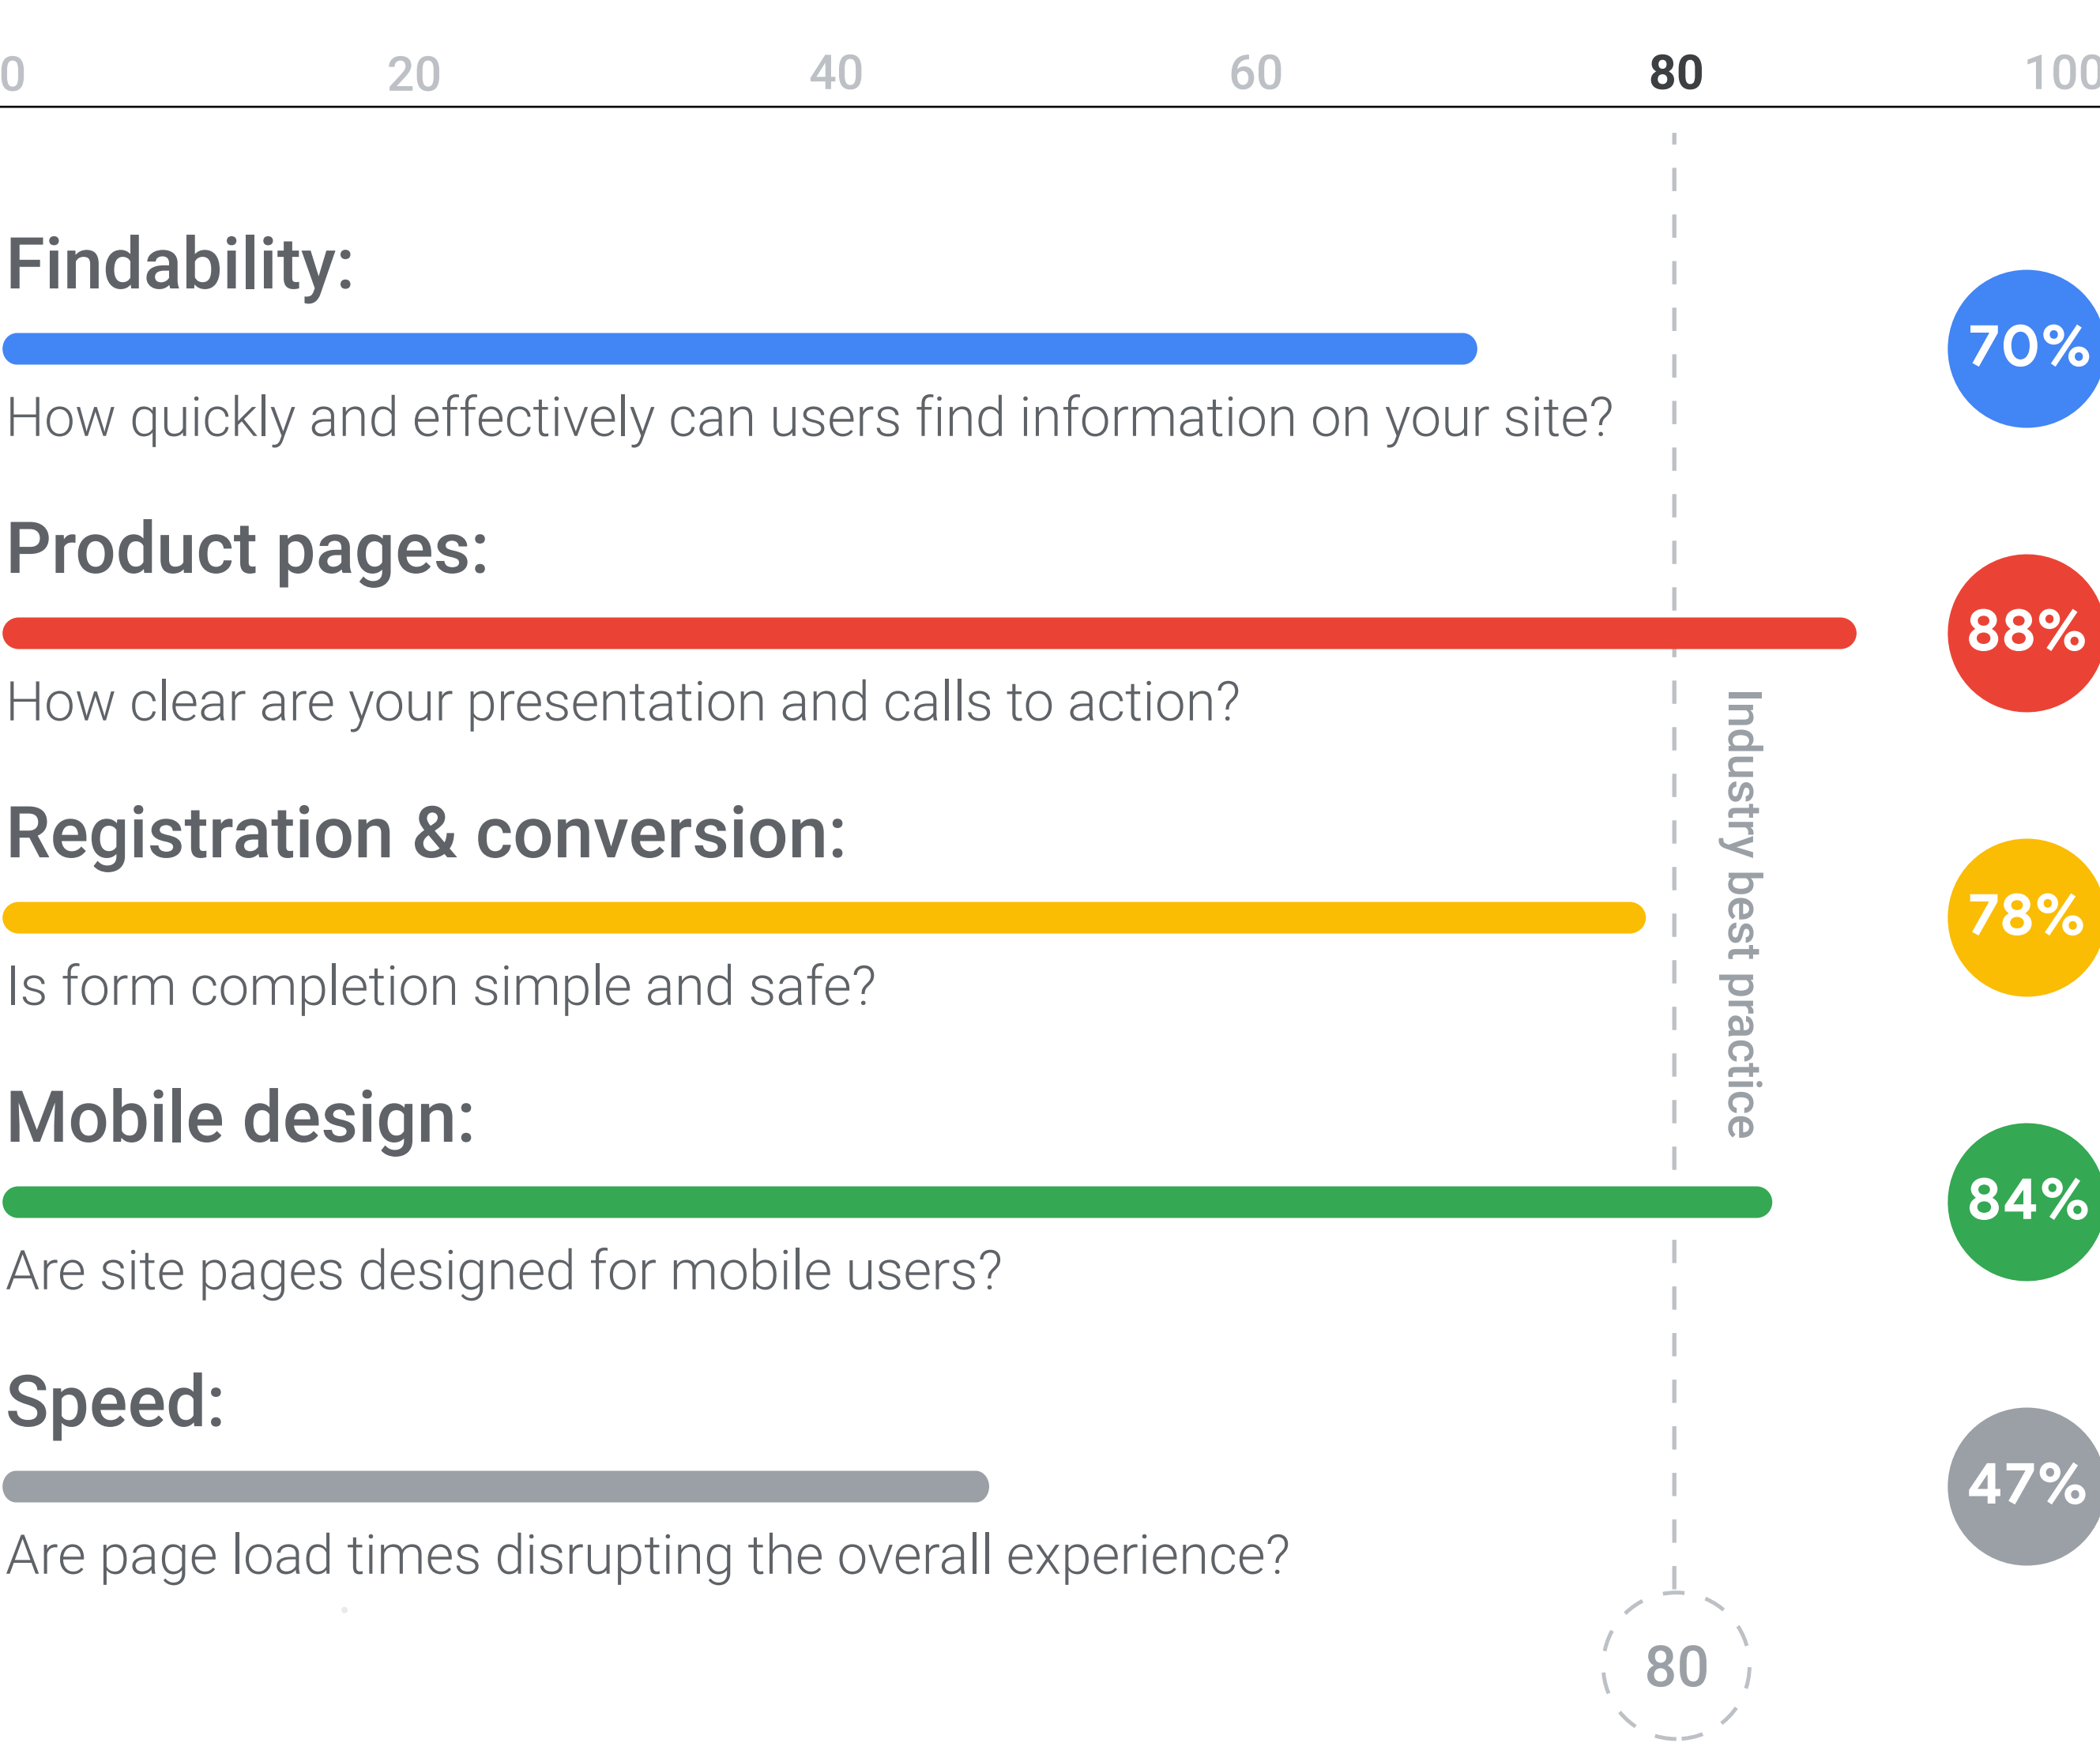 0 20 40 60 80 100
Findability:
70%
How quickly and effectively can users find information on your site?
Product pages:
88%
How clear are your presentation and calls to action?
Industry best practice
Registration & conversion:
78%
Is form completion simple and safe?
Mobile design:
84%
Are site pages designed for mobile users?
Speed:
47%
Are page load times disrupting the overall experience?
80